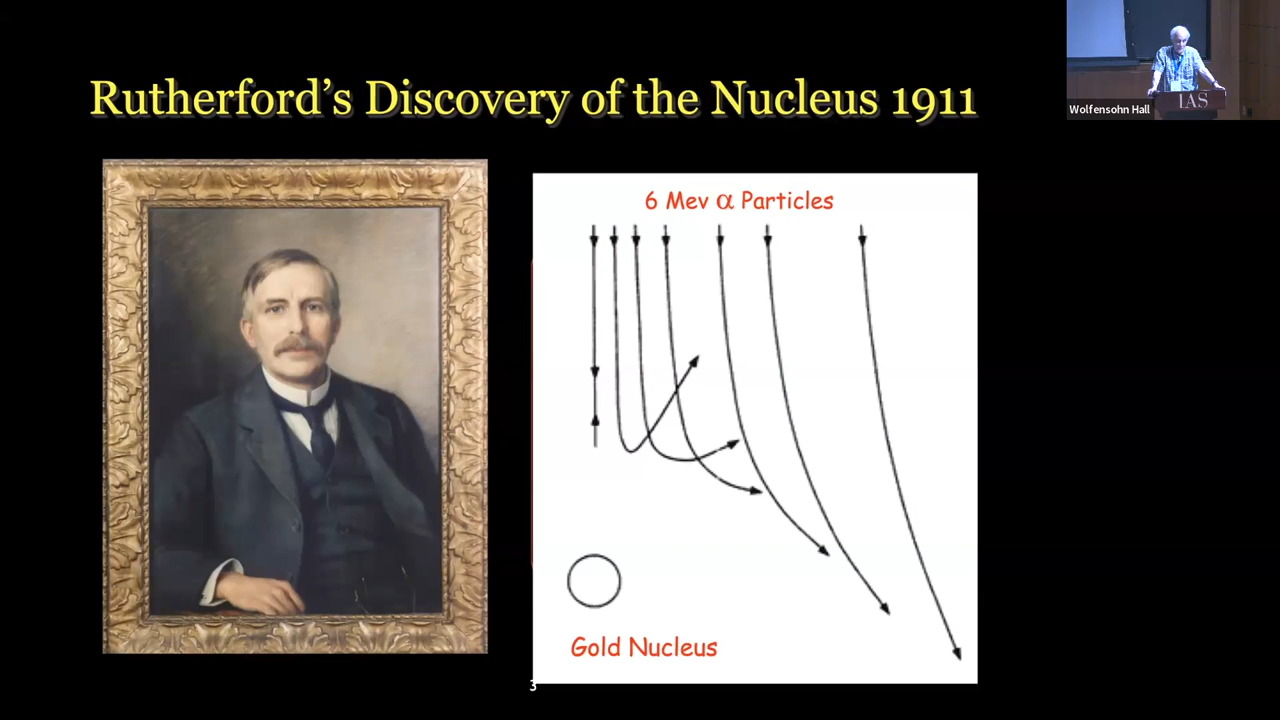 Rutherford's Discovery of the Nucleus 1911
6 Mev α Particles
Gold Nucleus
3
IAS
Wolfensohn Hall